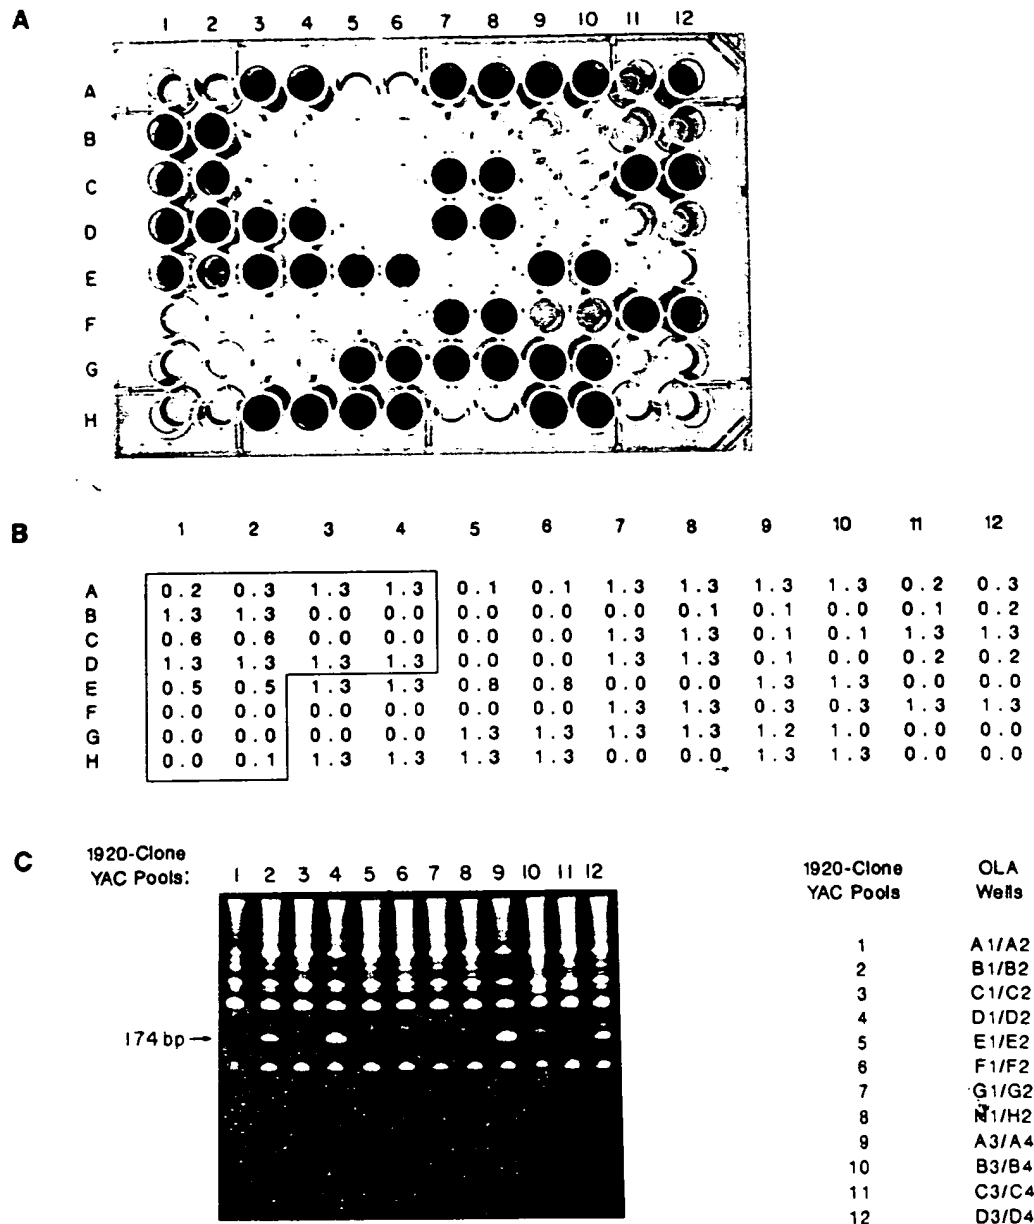 A
1 2 3 4 5 6 7 8 9 10 11 12
A
B
C
D
E
F
G
H
B
1 2 3 4 5 6 7 8 9 10 11 12
A 0.2 0.3 1.3 1.3 0.1 0.1 1.3 1.3 1.3 1.3 0.2 0.3
B 1.3 1.3 0.0 0.0 0.0 0.0 0.0 0.1 0.1 0.0 0.1 0.2
C 0.6 0.6 0.0 0.0 0.0 0.0 1.3 1.3 0.1 0.1 1.3 1.3
D 1.3 1.3 1.3 1.3 0.0 0.0 1.3 1.3 0.1 0.0 0.2 0.2
E 0.5 0.5 1.3 1.3 0.8 0.8 0.0 0.0 1.3 1.3 0.0 0.0
F 0.0 0.0 0.0 0.0 0.0 0.0 1.3 1.3 0.3 0.3 1.3 1.3
G 0.0 0.0 0.0 0.0 1.3 1.3 1.3 1.3 1.2 1.0 0.0 0.0
H 0.0 0.1 1.3 1.3 1.3 1.3 0.0 0.0 1.3 1.3 0.0 0.0
C
1920-Clone
YAC Pools: 1 2 3 4 5 6 7 8 9 10 11 12
174 bp
1920-Clone OLA
YAC Pools Wells
1 A1/A2
2 B1/B2
3 C1/C2
4 D1/D2
5 E1/E2
6 F1/F2
7 G1/G2
8 H1/H2
9 A3/A4
10 B3/B4
11 C3/C4
12 D3/D4